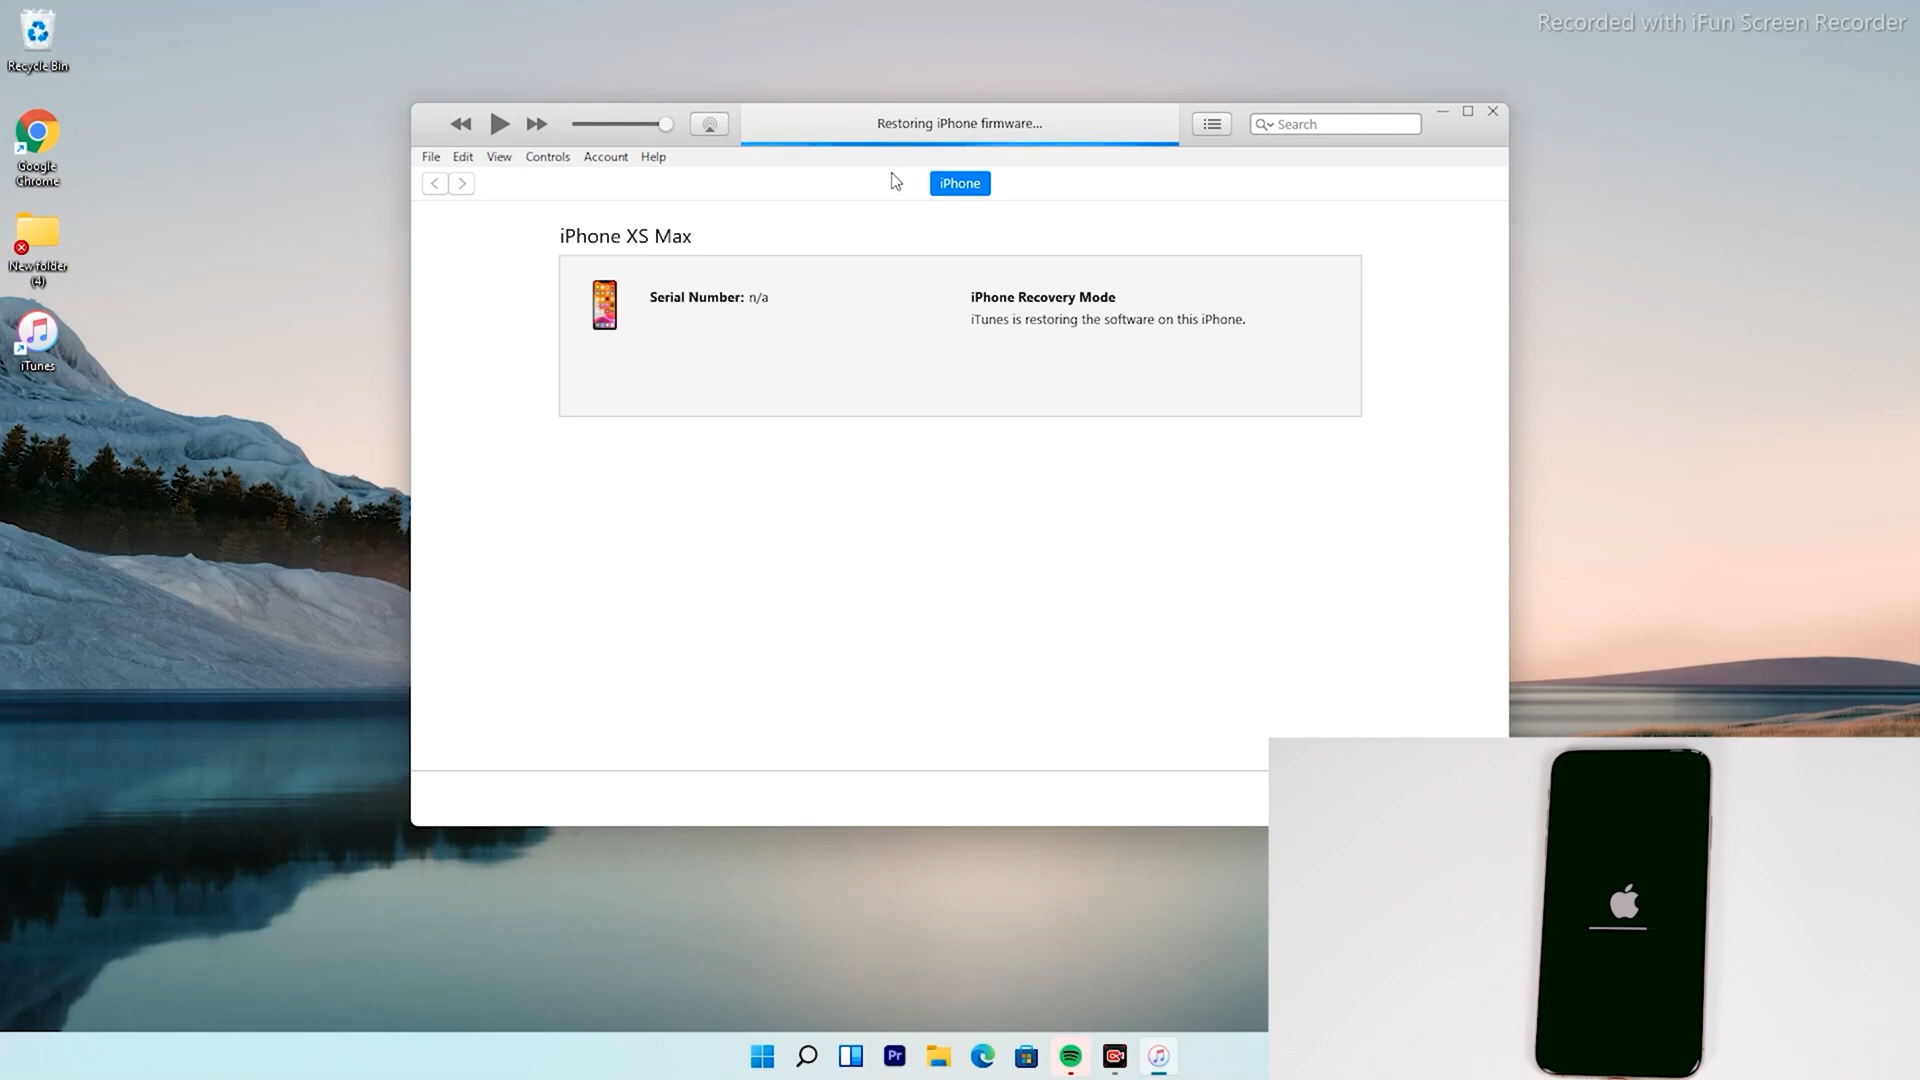 Recorded with iFun Screen Recorder
Recycle Bin
Google
Chrome
New folder
(4)
iTunes
Restoring iPhone firmware...
Search
File Edit View Controls Account Help
iPhone
iPhone XS Max
Serial Number: n/a
iPhone Recovery Mode
iTunes is restoring the software on this iPhone.
Pr